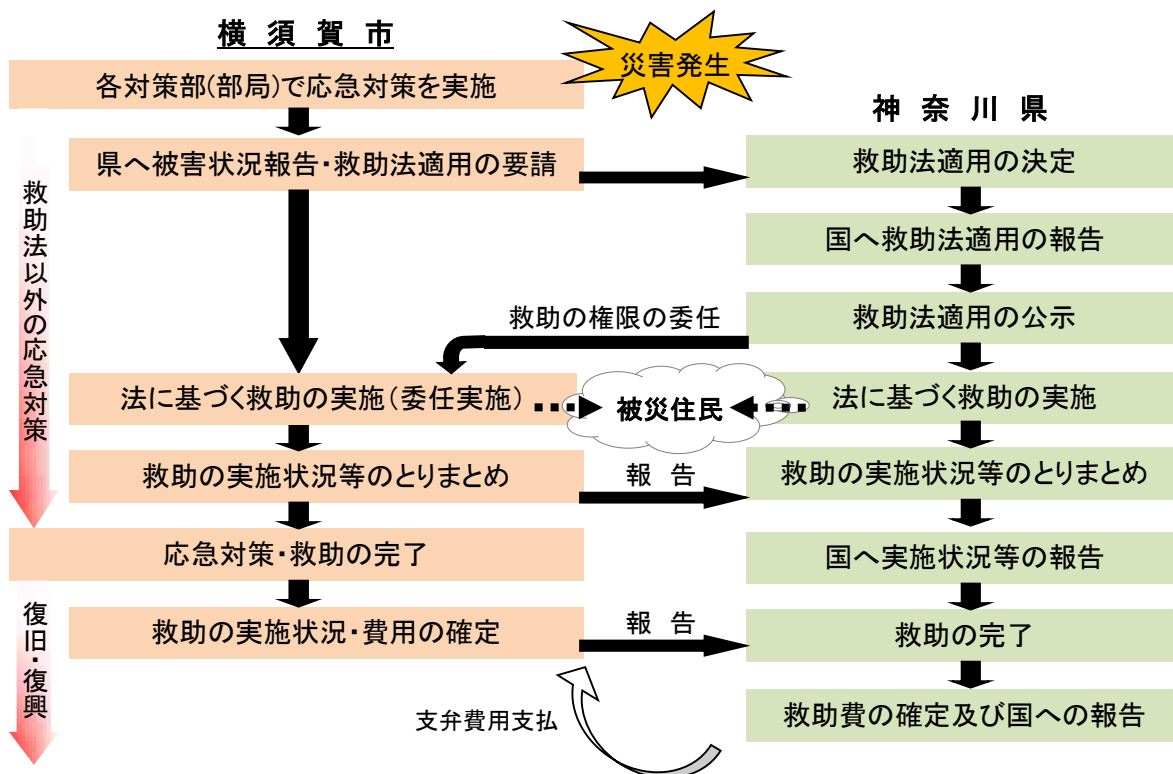 横 須 賀 市
災害発生
各対策部(部局)で応急対策を実施
神 奈 川 県
県へ被害状況報告・救助法適用の要請
救助法適用の決定
救助法以外の応急対策
国へ救助法適用の報告
救助の権限の委任
救助法適用の公示
法に基づく救助の実施(委任実施)
被災住民
法に基づく救助の実施
救助の実施状況等のとりまとめ
報 告
救助の実施状況等のとりまとめ
応急対策・救助の完了
国へ実施状況等の報告
復旧・復興
救助の実施状況・費用の確定
報 告
救助の完了
支弁費用支払
救助費の確定及び国への報告